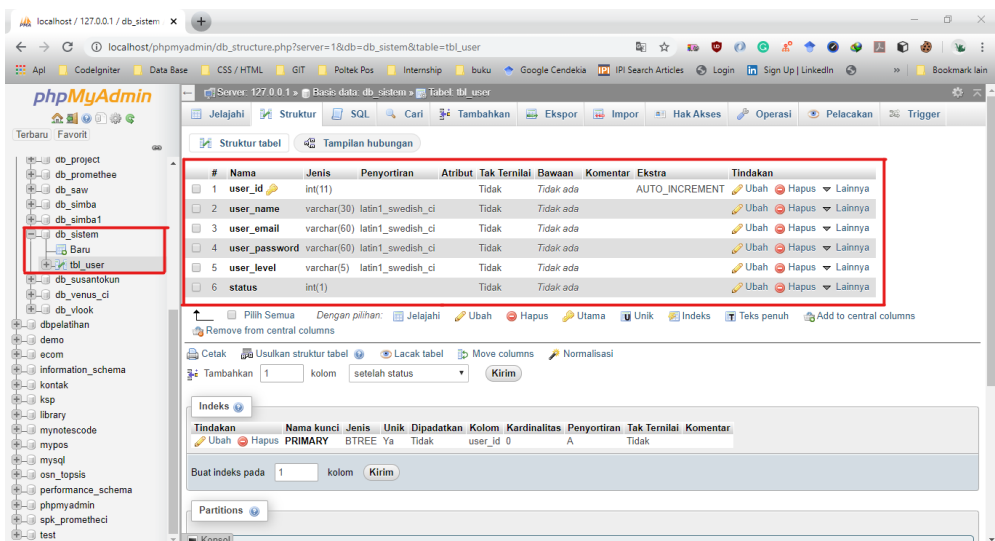 localhost / 127.0.0.1 / db_sistem
localhost/phpmyadmin/db_structure.php?server=1&db=db_sistem&table=tbl_user
Apl CodeIgniter Data Base CSS / HTML GIT Poltek Pos Internship buku Google Cendekia IPI Search Articles Login Sign Up | LinkedIn » Bookmark lain
phpMyAdmin
Terbaru Favorit
db_project
db_promethee
db_saw
db_simba
db_simba1
db_sistem
Baru
tbl_user
db_susantokun
db_venus_ci
db_vlook
dbpelatihan
demo
ecom
information_schema
kontak
ksp
library
mynotescode
mypos
mysql
osn_topsis
performance_schema
phpmyadmin
spk_prometheci
test
Server: 127.0.0.1 » Basis data: db_sistem » Tabel: tbl_user
Jelajahi Struktur SQL Cari Tambahkan Ekspor Impor Hak Akses Operasi Pelacakan Trigger
Struktur tabel Tampilan hubungan
# Nama Jenis Penyortiran Atribut Tak Ternilai Bawaan Komentar Ekstra Tindakan
1 user_id int(11) Tidak Tidak ada AUTO_INCREMENT Ubah Hapus Lainnya
2 user_name varchar(30) latin1_swedish_ci Tidak Tidak ada Ubah Hapus Lainnya
3 user_email varchar(60) latin1_swedish_ci Tidak Tidak ada Ubah Hapus Lainnya
4 user_password varchar(60) latin1_swedish_ci Tidak Tidak ada Ubah Hapus Lainnya
5 user_level varchar(5) latin1_swedish_ci Tidak Tidak ada Ubah Hapus Lainnya
6 status int(1) Tidak Tidak ada Ubah Hapus Lainnya
Pilih Semua Dengan pilihan: Jelajahi Ubah Hapus Utama Unik Indeks Teks penuh Add to central columns
Remove from central columns
Cetak Usulkan struktur tabel Lacak tabel Move columns Normalisasi
Tambahkan 1 kolom setelah status Kirim
Indeks
Tindakan Nama kunci Jenis Unik Dipadatkan Kolom Kardinalitas Penyortiran Tak Ternilai Komentar
Ubah Hapus PRIMARY BTREE Ya Tidak user_id 0 A Tidak
Buat indeks pada 1 kolom Kirim
Partitions
Konsol